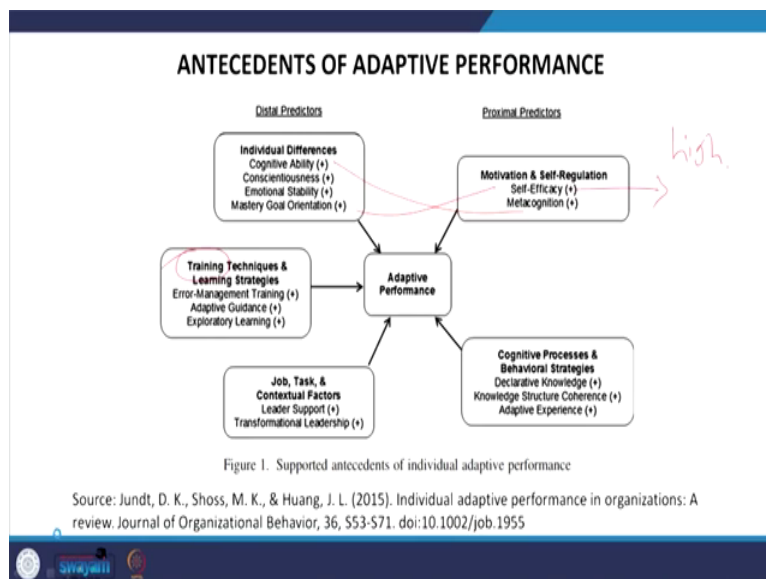 ANTECEDENTS OF ADAPTIVE PERFORMANCE
Distal Predictors
Proximal Predictors
Individual Differences
Cognitive Ability (+)
Conscientiousness (+)
Emotional Stability (+)
Mastery Goal Orientation (+)
Motivation & Self-Regulation
Self-Efficacy (+)
Metacognition (+)
high.
Training Techniques &
Learning Strategies
Error-Management Training (+)
Adaptive Guidance (+)
Exploratory Learning (+)
Adaptive
Performance
Job, Task, &
Contextual Factors
Leader Support (+)
Transformational Leadership (+)
Cognitive Processes &
Behavioral Strategies
Declarative Knowledge (+)
Knowledge Structure Coherence (+)
Adaptive Experience (+)
Figure 1. Supported antecedents of individual adaptive performance
Source: Jundt, D. K., Shoss, M. K., & Huang, J. L. (2015). Individual adaptive performance in organizations: A
review. Journal of Organizational Behavior, 36, S53-S71. doi:10.1002/job.1955
swayam